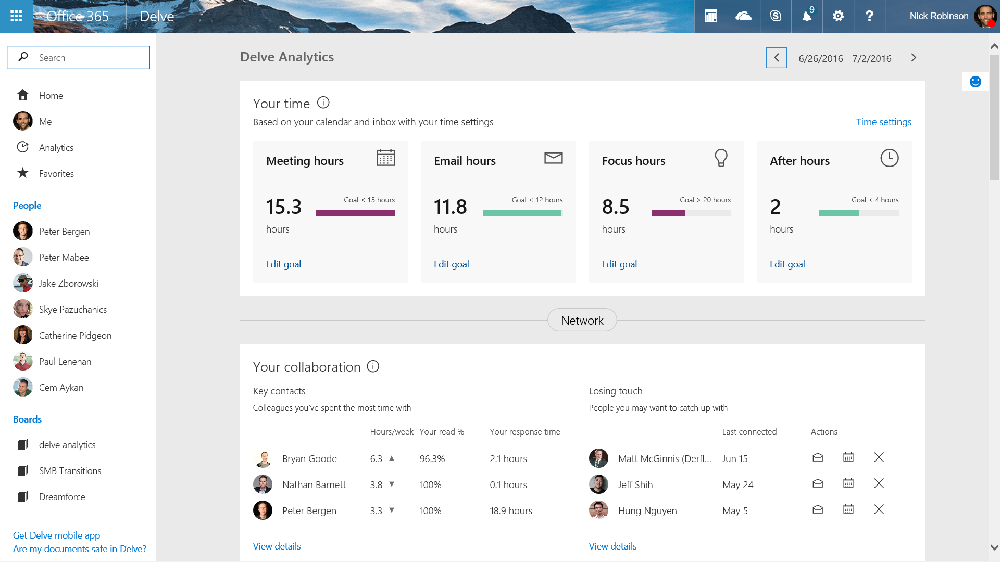 Office 365
Delve
9
Nick Robinson
Search
Home
Me
Analytics
Favorites
People
Peter Bergen
Peter Mabee
Jake Zborowski
Skye Pazuchanics
Catherine Pidgeon
Paul Lenehan
Cem Aykan
Boards
delve analytics
SMB Transitions
Dreamforce
Get Delve mobile app
Are my documents safe in Delve?
Delve Analytics
6/26/2016 - 7/2/2016
Your time
Based on your calendar and inbox with your time settings
Time settings
Meeting hours
15.3
hours
Goal < 15 hours
Edit goal
Email hours
11.8
hours
Goal < 12 hours
Edit goal
Focus hours
8.5
hours
Goal > 20 hours
Edit goal
After hours
2
hours
Goal < 4 hours
Edit goal
Network
Your collaboration
Key contacts
Colleagues you've spent the most time with
Hours/week Your read % Your response time
Bryan Goode 6.3 ▲ 96.3% 2.1 hours
Nathan Barnett 3.8 ▼ 100% 0.1 hours
Peter Bergen 3.3 ▼ 100% 18.9 hours
View details
Losing touch
People you may want to catch up with
Last connected Actions
Matt McGinnis (Derfl... Jun 15
Jeff Shih May 24
Hung Nguyen May 5
View details